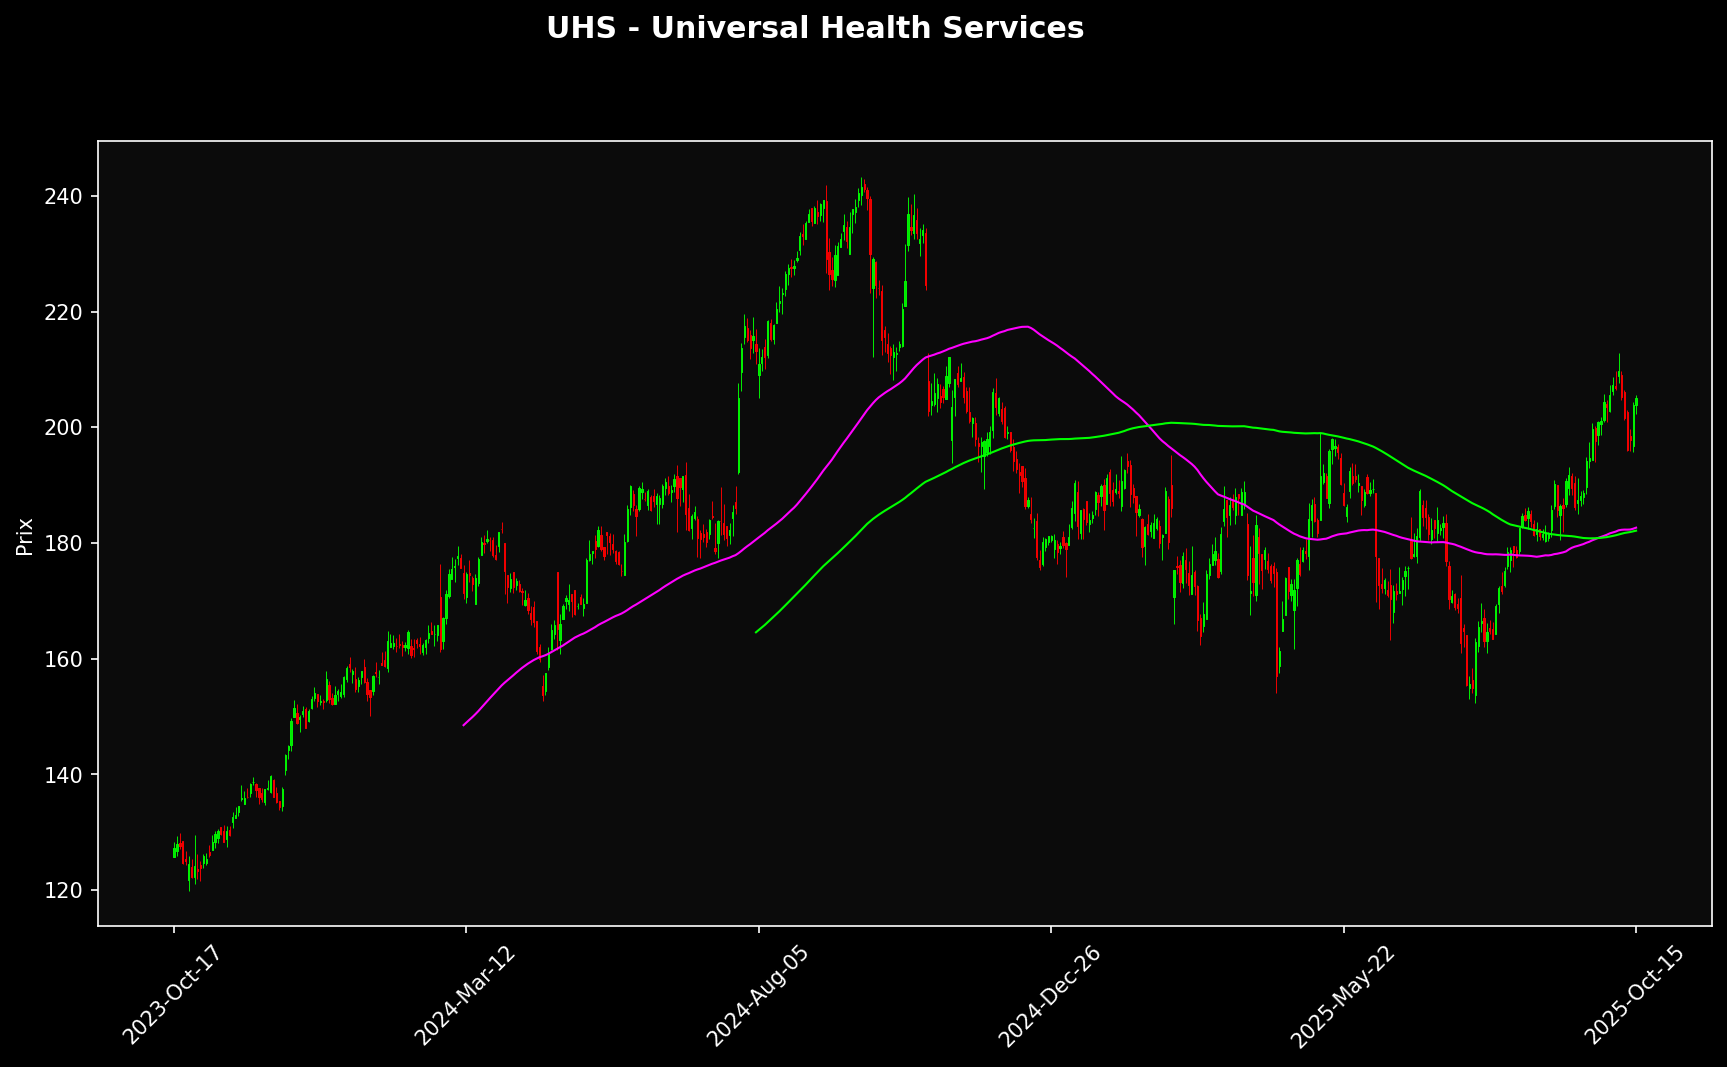 UHS - Universal Health Services
Prix
240
220
200
180
160
140
120
2023-Oct-17
2024-Mar-12
2024-Aug-05
2024-Dec-26
2025-May-22
2025-Oct-15